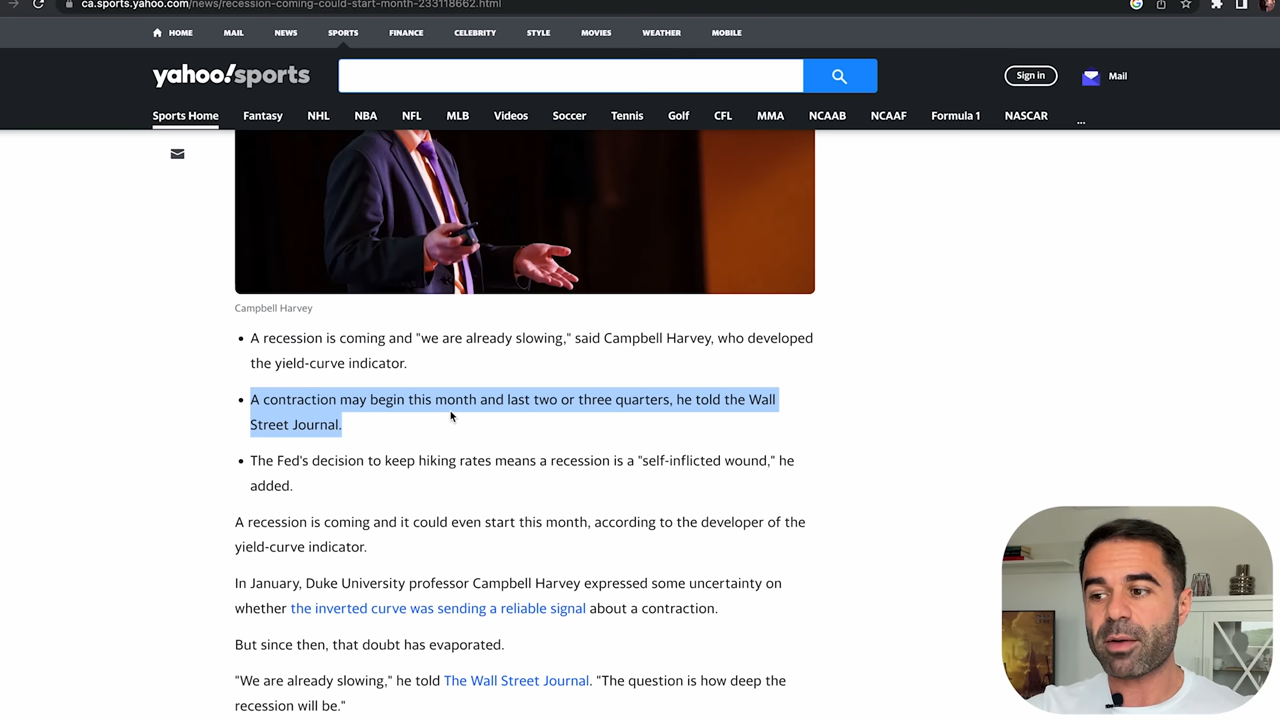 ca.sports.yahoo.com/news/recession-coming-could-start-month-233118662.html
HOME MAIL NEWS SPORTS FINANCE CELEBRITY STYLE MOVIES WEATHER MOBILE
yahoo!sports
Sign in
Mail
Sports Home Fantasy NHL NBA NFL MLB Videos Soccer Tennis Golf CFL MMA NCAAB NCAAF Formula 1 NASCAR ...
Campbell Harvey
• A recession is coming and "we are already slowing," said Campbell Harvey, who developed
the yield-curve indicator.
• A contraction may begin this month and last two or three quarters, he told the Wall
Street Journal.
• The Fed's decision to keep hiking rates means a recession is a "self-inflicted wound," he
added.
A recession is coming and it could even start this month, according to the developer of the
yield-curve indicator.
In January, Duke University professor Campbell Harvey expressed some uncertainty on
whether the inverted curve was sending a reliable signal about a contraction.
But since then, that doubt has evaporated.
"We are already slowing," he told The Wall Street Journal. "The question is how deep the
recession will be."